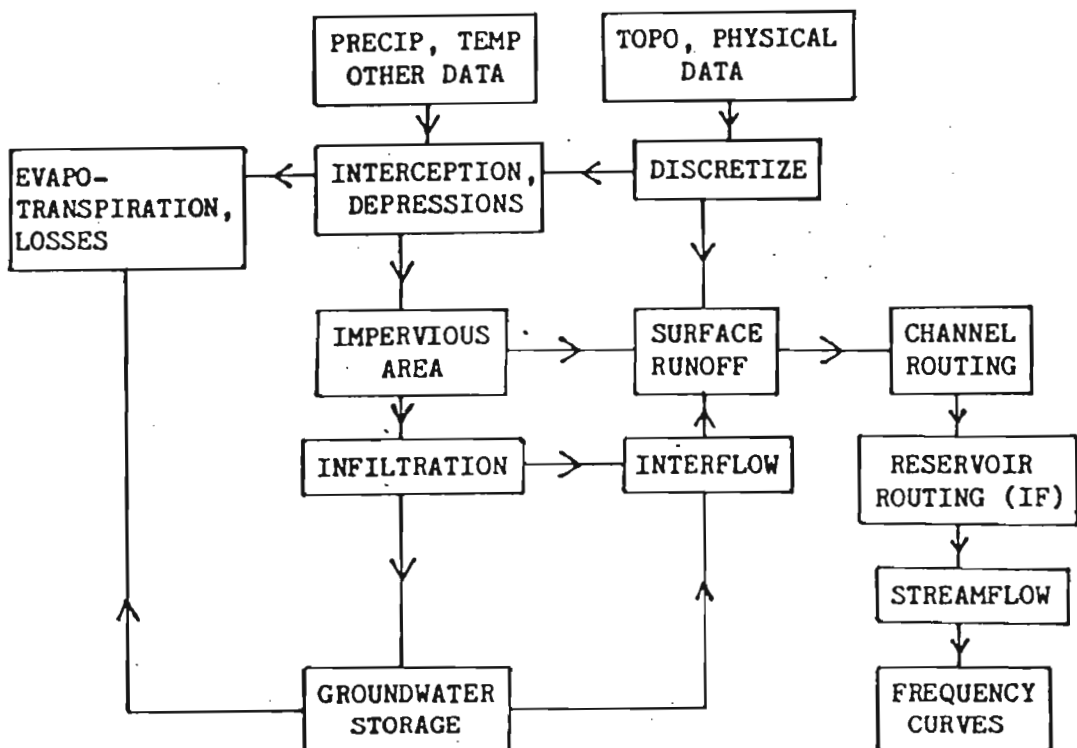 PRECIP, TEMP
OTHER DATA
TOPO, PHYSICAL
DATA
EVAPO-
TRANSPIRATION,
LOSSES
INTERCEPTION,
DEPRESSIONS
DISCRETIZE
IMPERVIOUS
AREA
SURFACE
RUNOFF
CHANNEL
ROUTING
INFILTRATION
INTERFLOW
RESERVOIR
ROUTING (IF)
STREAMFLOW
GROUNDWATER
STORAGE
FREQUENCY
CURVES